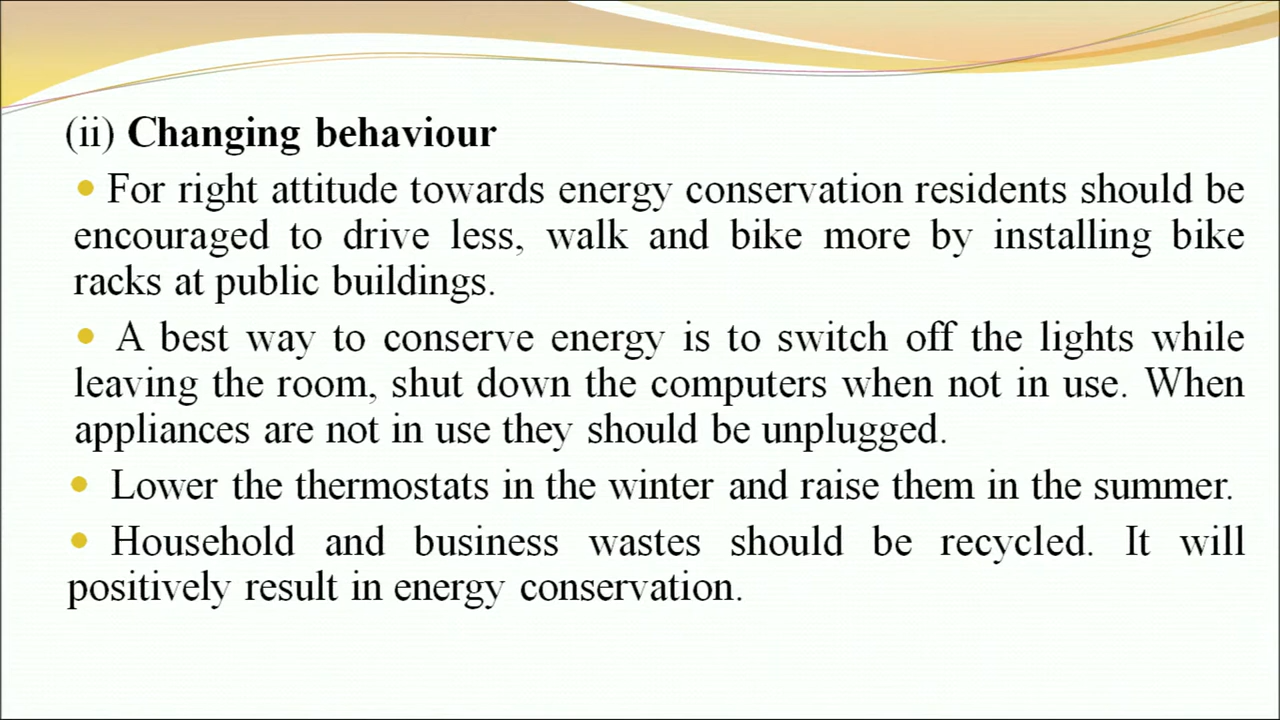 (ii) Changing behaviour
• For right attitude towards energy conservation residents should be
encouraged to drive less, walk and bike more by installing bike
racks at public buildings.
• A best way to conserve energy is to switch off the lights while
leaving the room, shut down the computers when not in use. When
appliances are not in use they should be unplugged.
• Lower the thermostats in the winter and raise them in the summer.
• Household and business wastes should be recycled. It will
positively result in energy conservation.